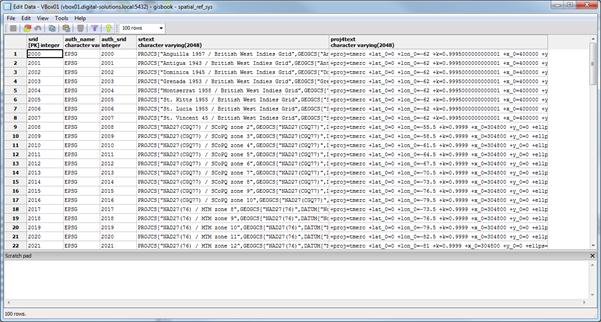 Edit Data - VBox01 (vbox01.digital-solutions.local:5432) - gisbook - spatial_ref_sys
File Edit View Tools Help
100 rows
srid auth_name auth_srid srtext proj4text
[PK] integer character var integer character varying(2048) character varying(2048)
1 2000 EPSG 2000 PROJCS["Anguilla 1957 / British West Indies Grid",GEOGCS["An +proj=tmerc +lat_0=0 +lon_0=-62 +k=0.9995000000000001 +x_0=400000 +y
2 2001 EPSG 2001 PROJCS["Antigua 1943 / British West Indies Grid",GEOGCS["Ant +proj=tmerc +lat_0=0 +lon_0=-62 +k=0.9995000000000001 +x_0=400000 +y
3 2002 EPSG 2002 PROJCS["Dominica 1945 / British West Indies Grid",GEOGCS["Do +proj=tmerc +lat_0=0 +lon_0=-62 +k=0.9995000000000001 +x_0=400000 +y
4 2003 EPSG 2003 PROJCS["Grenada 1953 / British West Indies Grid",GEOGCS["Gre +proj=tmerc +lat_0=0 +lon_0=-62 +k=0.9995000000000001 +x_0=400000 +y
5 2004 EPSG 2004 PROJCS["Montserrat 1958 / British West Indies Grid",GEOGCS[" +proj=tmerc +lat_0=0 +lon_0=-62 +k=0.9995000000000001 +x_0=400000 +y
6 2005 EPSG 2005 PROJCS["St. Kitts 1955 / British West Indies Grid",GEOGCS["S +proj=tmerc +lat_0=0 +lon_0=-62 +k=0.9995000000000001 +x_0=400000 +y
7 2006 EPSG 2006 PROJCS["St. Lucia 1955 / British West Indies Grid",GEOGCS["S +proj=tmerc +lat_0=0 +lon_0=-62 +k=0.9995000000000001 +x_0=400000 +y
8 2007 EPSG 2007 PROJCS["St. Vincent 45 / British West Indies Grid",GEOGCS["S +proj=tmerc +lat_0=0 +lon_0=-62 +k=0.9995000000000001 +x_0=400000 +y
9 2008 EPSG 2008 PROJCS["NAD27(CGQ77) / SCoPQ zone 2",GEOGCS["NAD27(CGQ77)",D +proj=tmerc +lat_0=0 +lon_0=-55.5 +k=0.9999 +x_0=304800 +y_0=0 +ellp
10 2009 EPSG 2009 PROJCS["NAD27(CGQ77) / SCoPQ zone 3",GEOGCS["NAD27(CGQ77)",D +proj=tmerc +lat_0=0 +lon_0=-58.5 +k=0.9999 +x_0=304800 +y_0=0 +ellp
11 2010 EPSG 2010 PROJCS["NAD27(CGQ77) / SCoPQ zone 4",GEOGCS["NAD27(CGQ77)",D +proj=tmerc +lat_0=0 +lon_0=-61.5 +k=0.9999 +x_0=304800 +y_0=0 +ellp
12 2011 EPSG 2011 PROJCS["NAD27(CGQ77) / SCoPQ zone 5",GEOGCS["NAD27(CGQ77)",D +proj=tmerc +lat_0=0 +lon_0=-64.5 +k=0.9999 +x_0=304800 +y_0=0 +ellp
13 2012 EPSG 2012 PROJCS["NAD27(CGQ77) / SCoPQ zone 6",GEOGCS["NAD27(CGQ77)",D +proj=tmerc +lat_0=0 +lon_0=-67.5 +k=0.9999 +x_0=304800 +y_0=0 +ellp
14 2013 EPSG 2013 PROJCS["NAD27(CGQ77) / SCoPQ zone 7",GEOGCS["NAD27(CGQ77)",D +proj=tmerc +lat_0=0 +lon_0=-70.5 +k=0.9999 +x_0=304800 +y_0=0 +ellp
15 2014 EPSG 2014 PROJCS["NAD27(CGQ77) / SCoPQ zone 8",GEOGCS["NAD27(CGQ77)",D +proj=tmerc +lat_0=0 +lon_0=-73.5 +k=0.9999 +x_0=304800 +y_0=0 +ellp
16 2015 EPSG 2015 PROJCS["NAD27(CGQ77) / SCoPQ zone 9",GEOGCS["NAD27(CGQ77)",D +proj=tmerc +lat_0=0 +lon_0=-76.5 +k=0.9999 +x_0=304800 +y_0=0 +ellp
17 2016 EPSG 2016 PROJCS["NAD27(CGQ77) / SCoPQ zone 10",GEOGCS["NAD27(CGQ77)", +proj=tmerc +lat_0=0 +lon_0=-79.5 +k=0.9999 +x_0=304800 +y_0=0 +ellp
18 2017 EPSG 2017 PROJCS["NAD27(76) / MTM zone 8",GEOGCS["NAD27(76)",DATUM["No +proj=tmerc +lat_0=0 +lon_0=-73.5 +k=0.9999 +x_0=304800 +y_0=0 +ellp
19 2018 EPSG 2018 PROJCS["NAD27(76) / MTM zone 9",GEOGCS["NAD27(76)",DATUM["No +proj=tmerc +lat_0=0 +lon_0=-76.5 +k=0.9999 +x_0=304800 +y_0=0 +ellp
20 2019 EPSG 2019 PROJCS["NAD27(76) / MTM zone 10",GEOGCS["NAD27(76)",DATUM["N +proj=tmerc +lat_0=0 +lon_0=-79.5 +k=0.9999 +x_0=304800 +y_0=0 +ellp
21 2020 EPSG 2020 PROJCS["NAD27(76) / MTM zone 11",GEOGCS["NAD27(76)",DATUM["N +proj=tmerc +lat_0=0 +lon_0=-82.5 +k=0.9999 +x_0=304800 +y_0=0 +ellp
22 2021 EPSG 2021 PROJCS["NAD27(76) / MTM zone 12",GEOGCS["NAD27(76)",DATUM["N +proj=tmerc +lat_0=0 +lon_0=-81 +k=0.9999 +x_0=304800 +y_0=0 +ellps=
Scratch pad
100 rows.